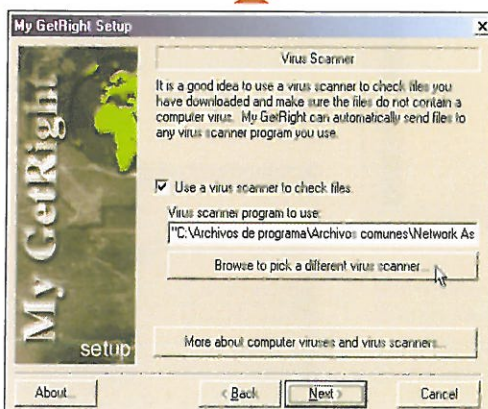 My GetRight Setup
Virus Scanner
It is a good idea to use a virus scanner to check files you
have downloaded and make sure the files do not contain a
computer virus. My GetRight can automatically send files to
any virus scanner program you use.
Use a virus scanner to check files.
Virus scanner program to use:
"C:\Archivos de programa\Archivos comunes\Network As
Browse to pick a different virus scanner...
More about computer viruses and virus scanners...
My GetRight
setup
About...
< Back
Next >
Cancel